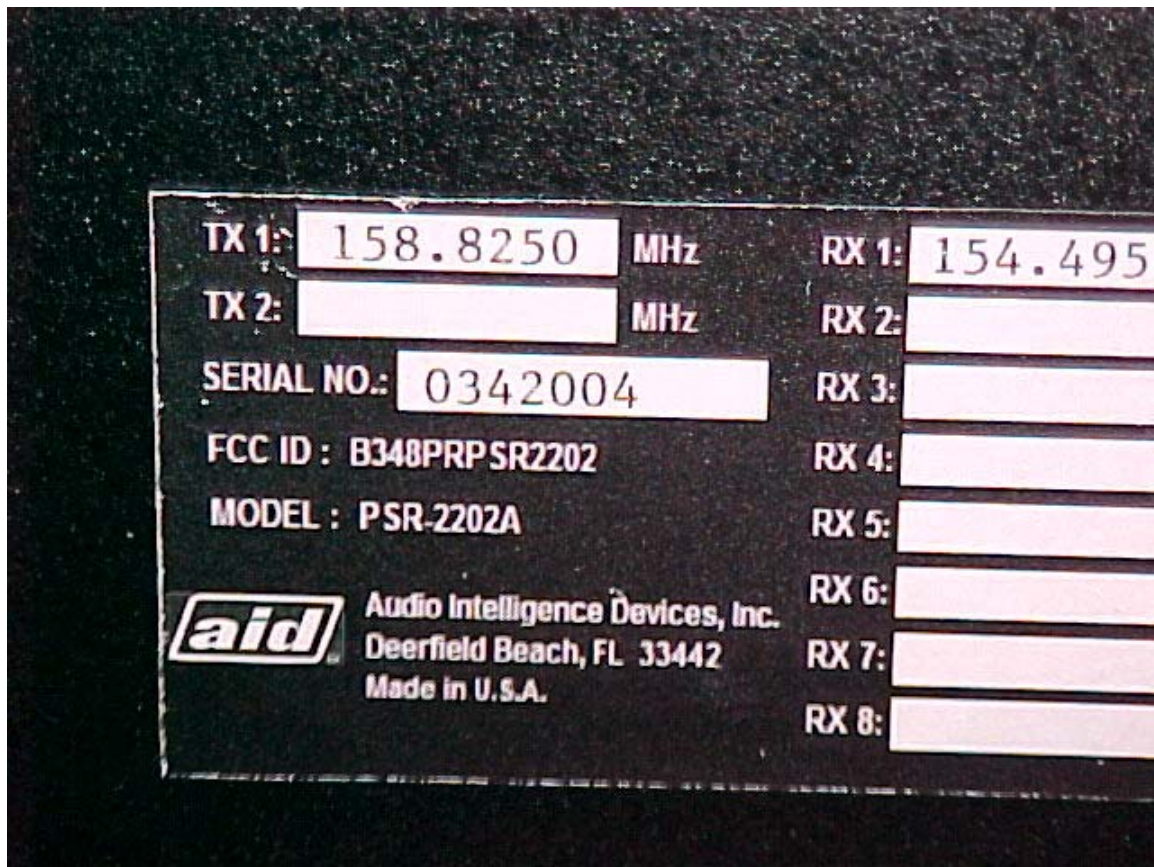 TX 1: 158.8250 MHz
TX 2: MHz
SERIAL NO.: 0342004
FCC ID : B348PRPSR2202
MODEL : PSR-2202A
aid
Audio Intelligence Devices, Inc.
Deerfield Beach, FL 33442
Made in U.S.A.
RX 1: 154.495
RX 2:
RX 3:
RX 4:
RX 5:
RX 6:
RX 7:
RX 8: